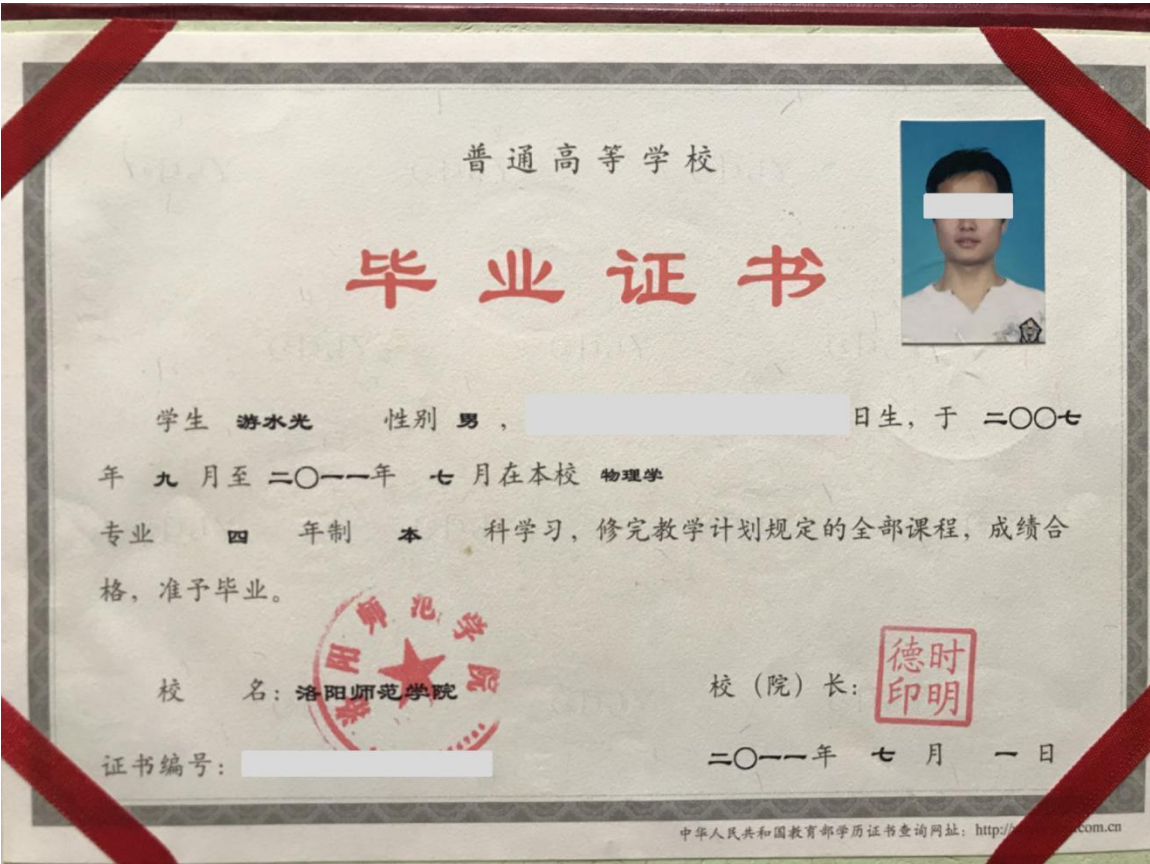 普通高等学校
毕业证书
学生 游水光 性别 男 , 日生, 于 二〇〇七
年 九 月至 二〇一一年 七 月在本校 物理学
专业 四 年制 本 科学习, 修完教学计划规定的全部课程, 成绩合
格, 准予毕业。
洛阳师范学院
校 名: 洛阳师范学院
校（院）长: 时明德印
证书编号:
二〇一一年 七 月 一 日
中华人民共和国教育部学历证书查询网址: http://
.com.cn